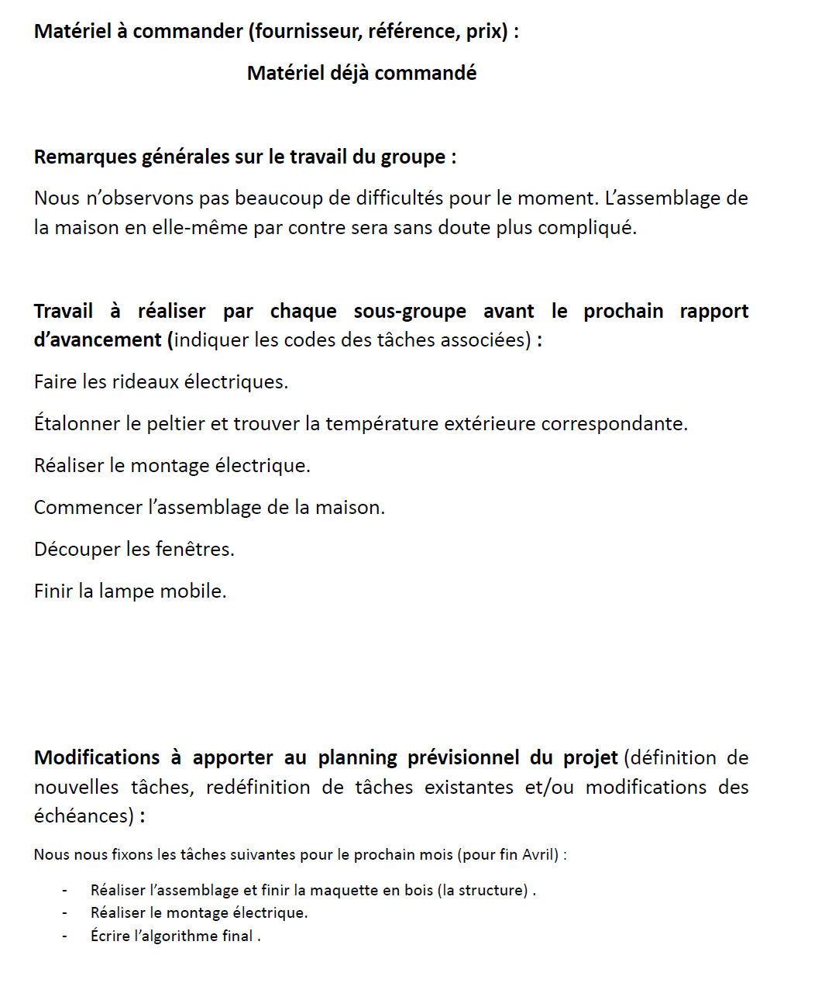 Matériel à commander (fournisseur, référence, prix) :
Matériel déjà commandé
Remarques générales sur le travail du groupe :
Nous n’observons pas beaucoup de difficultés pour le moment. L’assemblage de
la maison en elle-même par contre sera sans doute plus compliqué.
Travail à réaliser par chaque sous-groupe avant le prochain rapport
d’avancement (indiquer les codes des tâches associées) :
Faire les rideaux électriques.
Étalonner le peltier et trouver la température extérieure correspondante.
Réaliser le montage électrique.
Commencer l’assemblage de la maison.
Découper les fenêtres.
Finir la lampe mobile.
Modifications à apporter au planning prévisionnel du projet (définition de
nouvelles tâches, redéfinition de tâches existantes et/ou modifications des
échéances) :
Nous nous fixons les tâches suivantes pour le prochain mois (pour fin Avril) :
- Réaliser l’assemblage et finir la maquette en bois (la structure) .
- Réaliser le montage électrique.
- Écrire l’algorithme final .